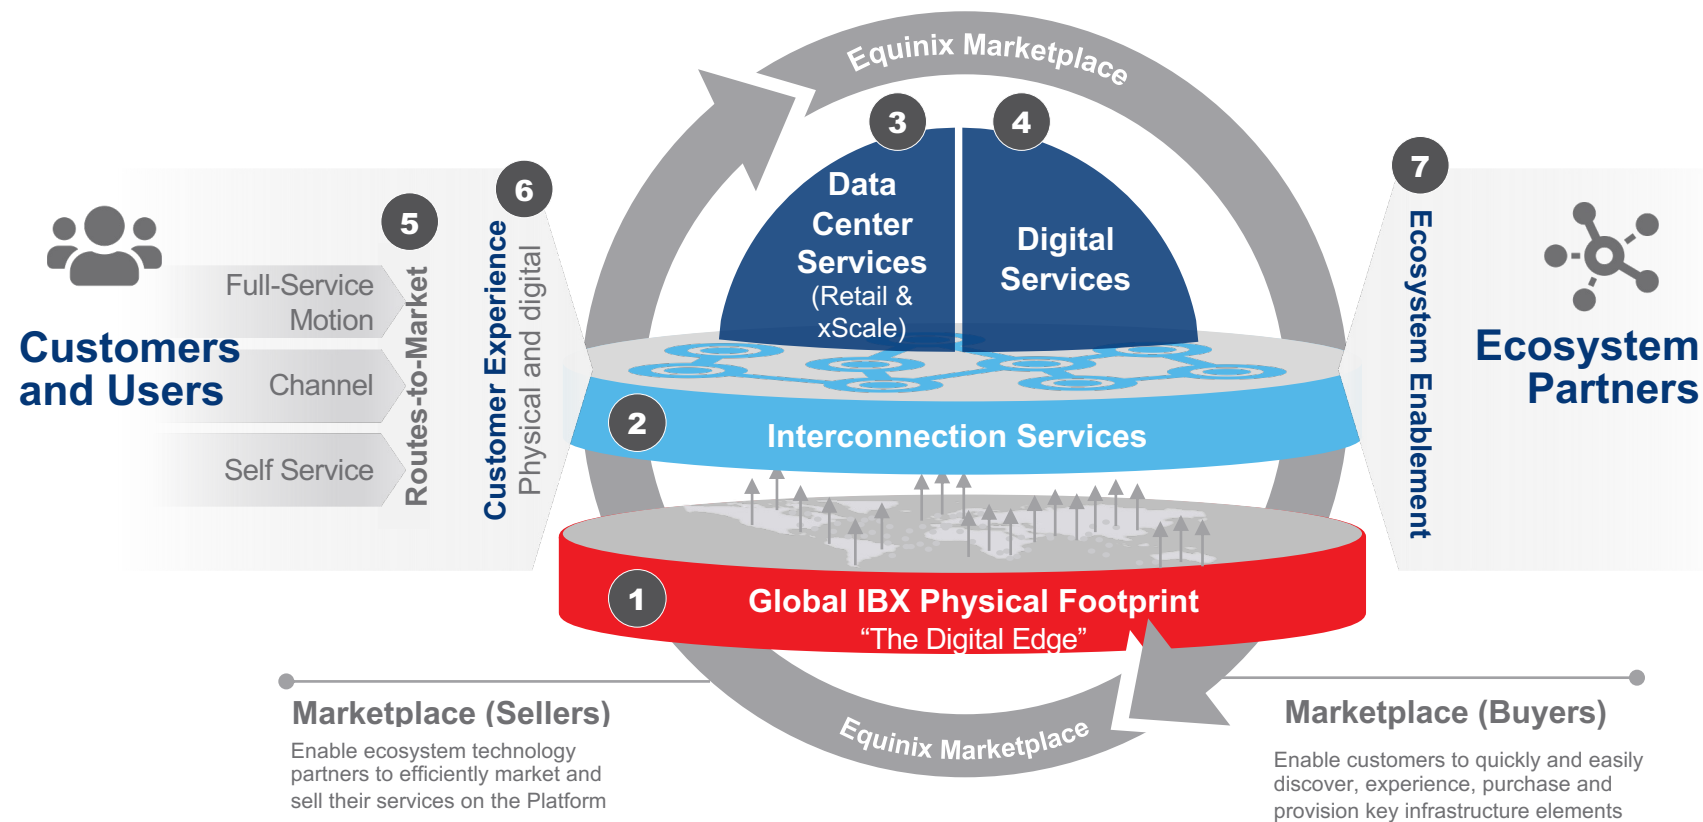 Equinix Marketplace
3
4
Data
Center
Services
(Retail &
xScale)
Digital
Services
5
6
7
Customers
and Users
Full-Service
Motion
Channel
Self Service
Routes-to-Market
Customer Experience
Physical and digital
Ecosystem Enablement
Ecosystem
Partners
2
Interconnection Services
1
Global IBX Physical Footprint
“The Digital Edge”
Equinix Marketplace
Marketplace (Sellers)
Enable ecosystem technology
partners to efficiently market and
sell their services on the Platform
Marketplace (Buyers)
Enable customers to quickly and easily
discover, experience, purchase and
provision key infrastructure elements